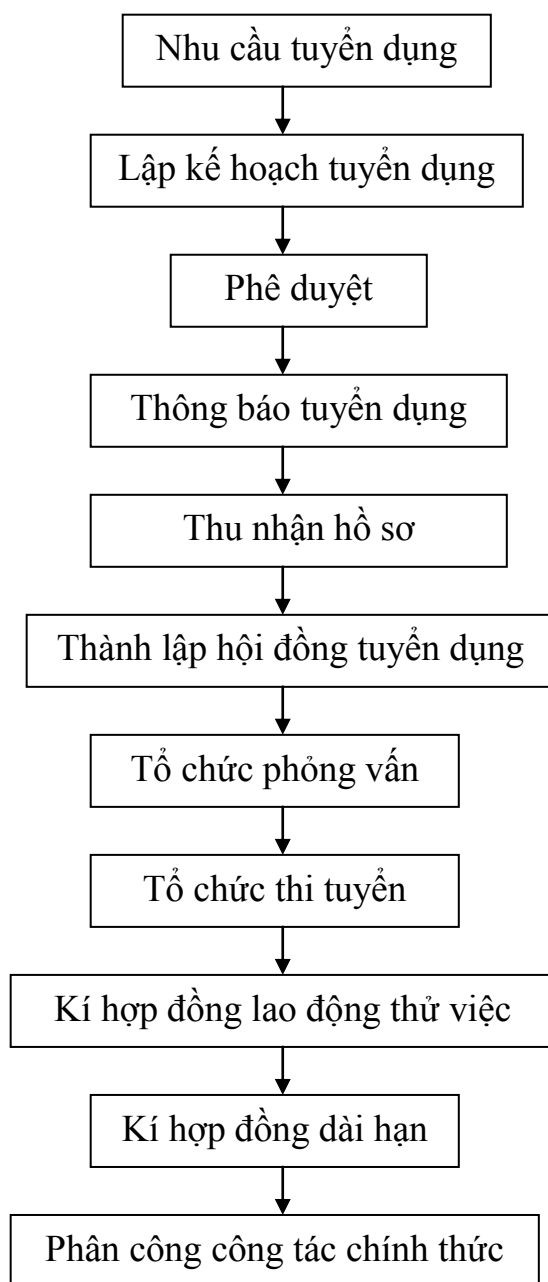 Nhu cầu tuyển dụng
Lập kế hoạch tuyển dụng
Phê duyệt
Thông báo tuyển dụng
Thu nhận hồ sơ
Thành lập hội đồng tuyển dụng
Tổ chức phỏng vấn
Tổ chức thi tuyển
Kí hợp đồng lao động thử việc
Kí hợp đồng dài hạn
Phân công công tác chính thức